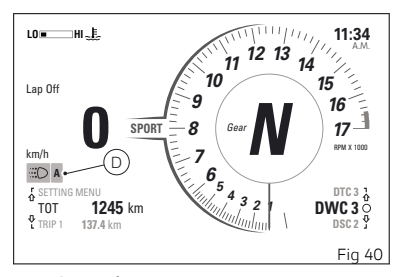 LO HI
11:34
A.M.
Lap Off
0
SPORT
km/h
A
D
SETTING MENU
TOT 1245 km
TRIP 1 137.4 km
1 2 3 4 5 6 7 8 9 10 11 12 13 14 15 16 17
RPM X 1000
Gear N
DTC 3
DWC 3
DSC 2
Fig 40